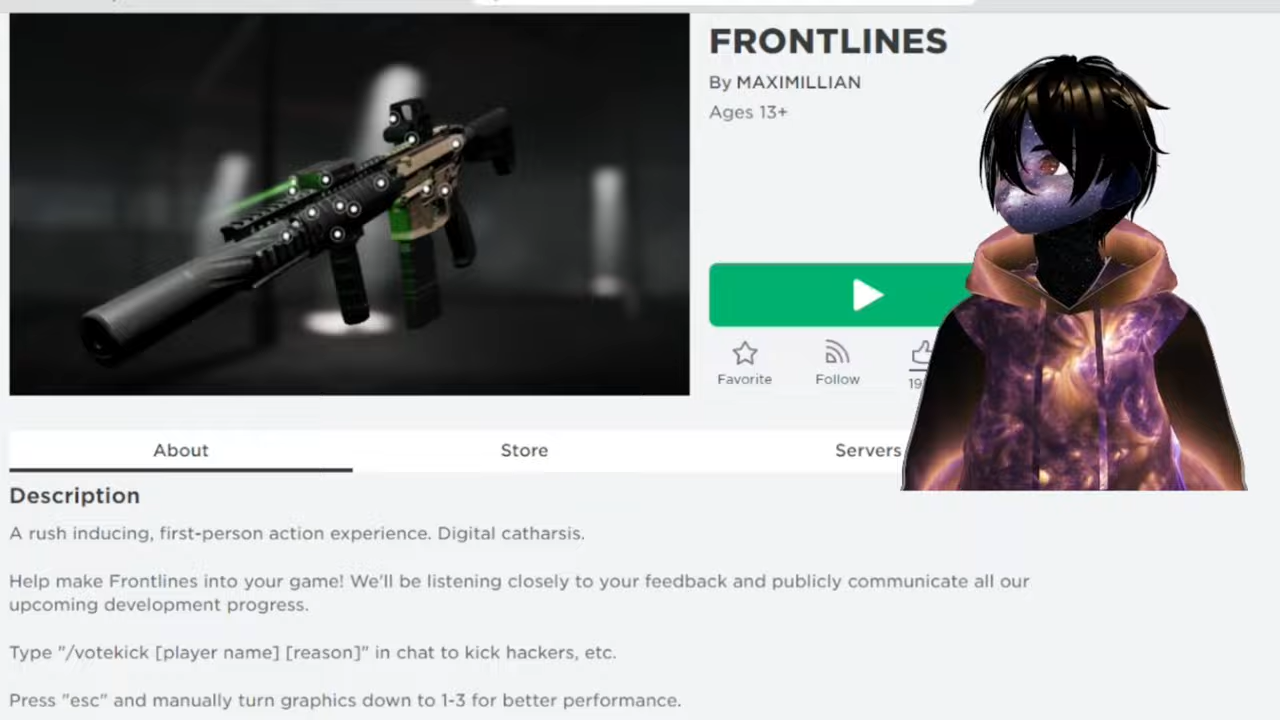 FRONTLINES
By MAXIMILLIAN
Ages 13+
Favorite
Follow
About
Store
Servers
Description
A rush inducing, first-person action experience. Digital catharsis.
Help make Frontlines into your game! We'll be listening closely to your feedback and publicly communicate all our
upcoming development progress.
Type "/votekick [player name] [reason]" in chat to kick hackers, etc.
Press "esc" and manually turn graphics down to 1-3 for better performance.